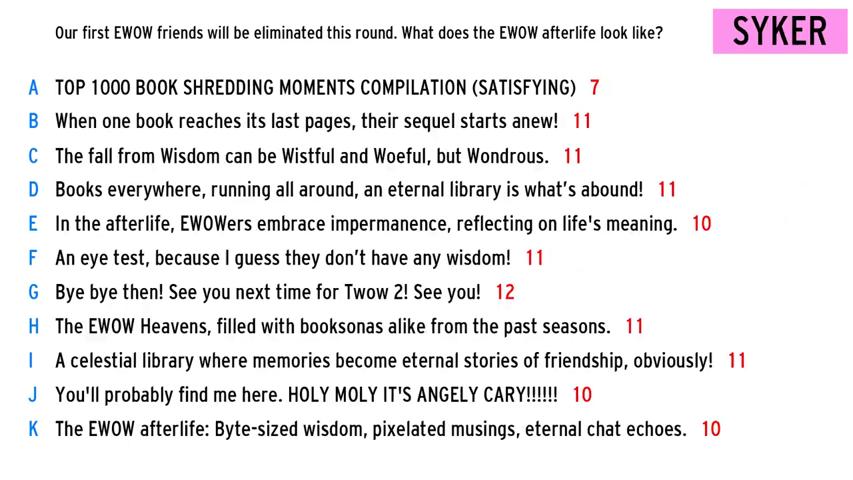 Our first EWOW friends will be eliminated this round. What does the EWOW afterlife look like?
SYKER
A TOP 1000 BOOK SHREDDING MOMENTS COMPILATION (SATISFYING) 7
B When one book reaches its last pages, their sequel starts anew! 11
C The fall from Wisdom can be Wistful and Woeful, but Wondrous. 11
D Books everywhere, running all around, an eternal library is what’s abound! 11
E In the afterlife, EWOWers embrace impermanence, reflecting on life's meaning. 10
F An eye test, because I guess they don’t have any wisdom! 11
G Bye bye then! See you next time for Twow 2! See you! 12
H The EWOW Heavens, filled with booksonas alike from the past seasons. 11
I A celestial library where memories become eternal stories of friendship, obviously! 11
J You'll probably find me here. HOLY MOLY IT'S ANGELY CARY!!!!!! 10
K The EWOW afterlife: Byte-sized wisdom, pixelated musings, eternal chat echoes. 10